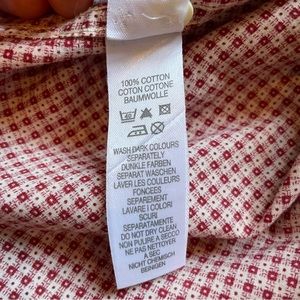 100% COTTON
COTON COTONE
BAUMWOLLE
WASH DARK COLOURS
SEPARATELY
DUNKLE FARBEN
SEPARAT WASCHEN
LAVER LES COULEURS
FONCEES
SEPAREMENT
LAVARE I COLORI
SCURI
SEPARATAMENTE
DO NOT DRY CLEAN
NON PULIRE A SECCO
NE PAS NETTOYER
A SEC
NICHT CHEMISCH
BEINIGEN